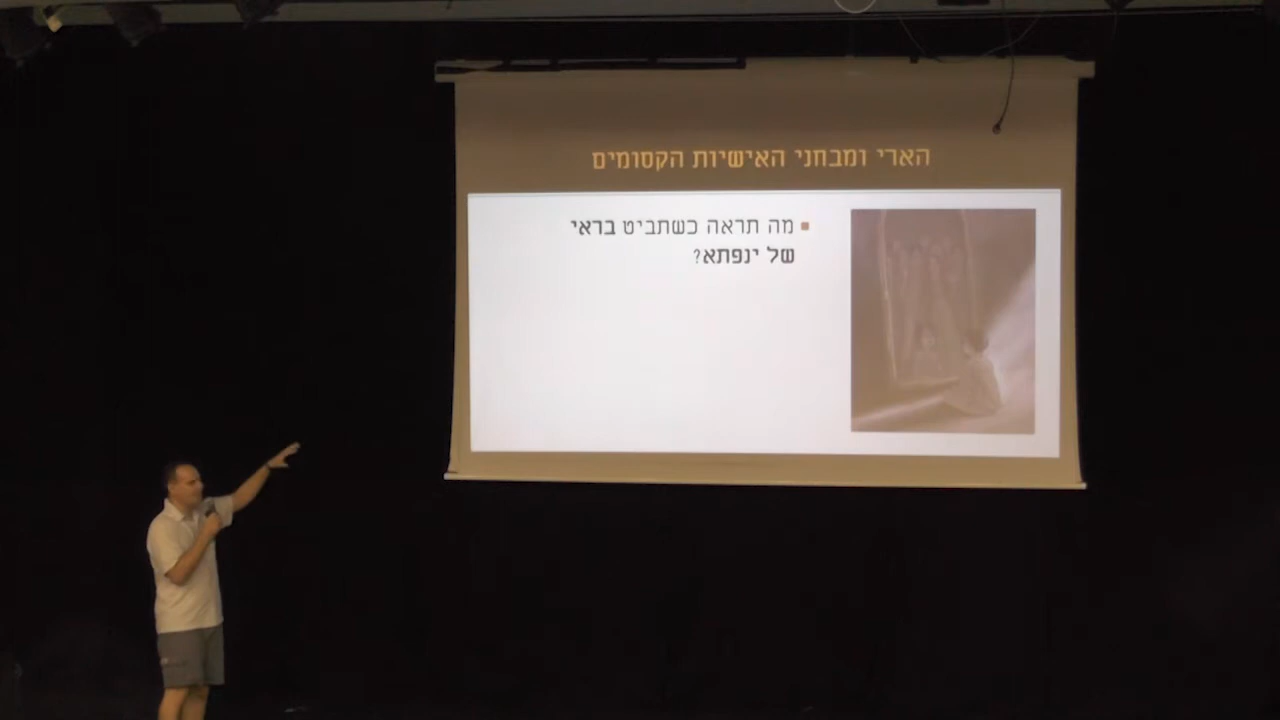 הארי ומבחני האישיות הקסומים
מה תראה כשתביט בראי
של ינפתא?